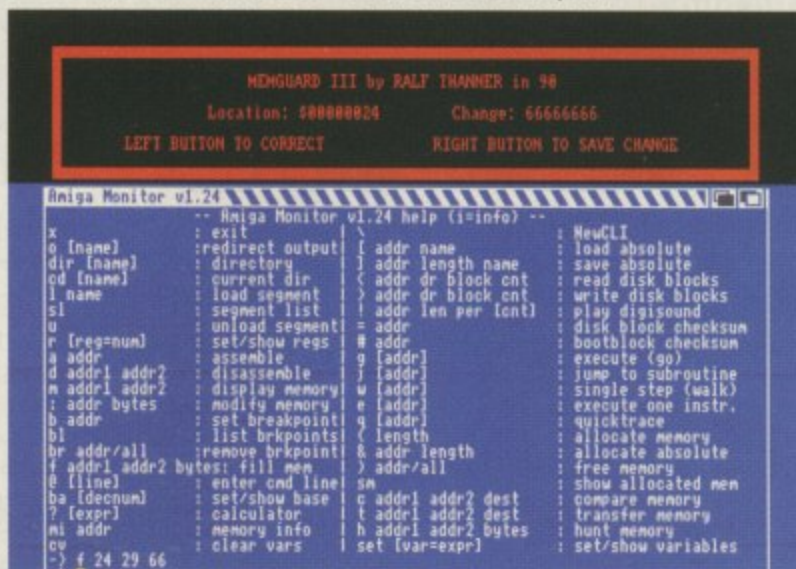 MEMGUARD III by RALF THANNER in 90
Location: $00000024 Change: 66666666
LEFT BUTTON TO CORRECT RIGHT BUTTON TO SAVE CHANGE
Amiga Monitor v1.24
-- Amiga Monitor v1.24 help (i=info) --
x : exit | \ : NewCLI
o [name] :redirect output| [ addr name : load absolute
dir [name] : directory | ] addr length name : save absolute
cd [name] : current dir | < addr dr block cnt : read disk blocks
l name : load segment | > addr dr block cnt : write disk blocks
sl : segment list | ! addr len per [cnt] : play digisound
u : unload segment| = addr : disk block checksum
r [reg=num] : set/show regs | # addr : bootblock checksum
a addr : assemble | g [addr] : execute (go)
d addr1 addr2 : disassemble | j [addr] : jump to subroutine
m addr1 addr2 : display memory| w [addr] : single step (walk)
: addr bytes : modify memory | e [addr] : execute one instr.
b addr : set breakpoint| q [addr] : quicktrace
bl : list brkpoints| ( length : allocate memory
br addr/all :remove brkpoint| & addr length : allocate absolute
f addr1 addr2 bytes: fill mem | ) addr/all : free memory
@ [line] : enter cmd line| sm : show allocated mem
ba [decnum] : set/show base | c addr1 addr2 dest : compare memory
? [expr] : calculator | t addr1 addr2 dest : transfer memory
mi addr : memory info | h addr1 addr2 bytes : hunt memory
cv : clear vars | set [var=expr] : set/show variables
-> f 24 29 66